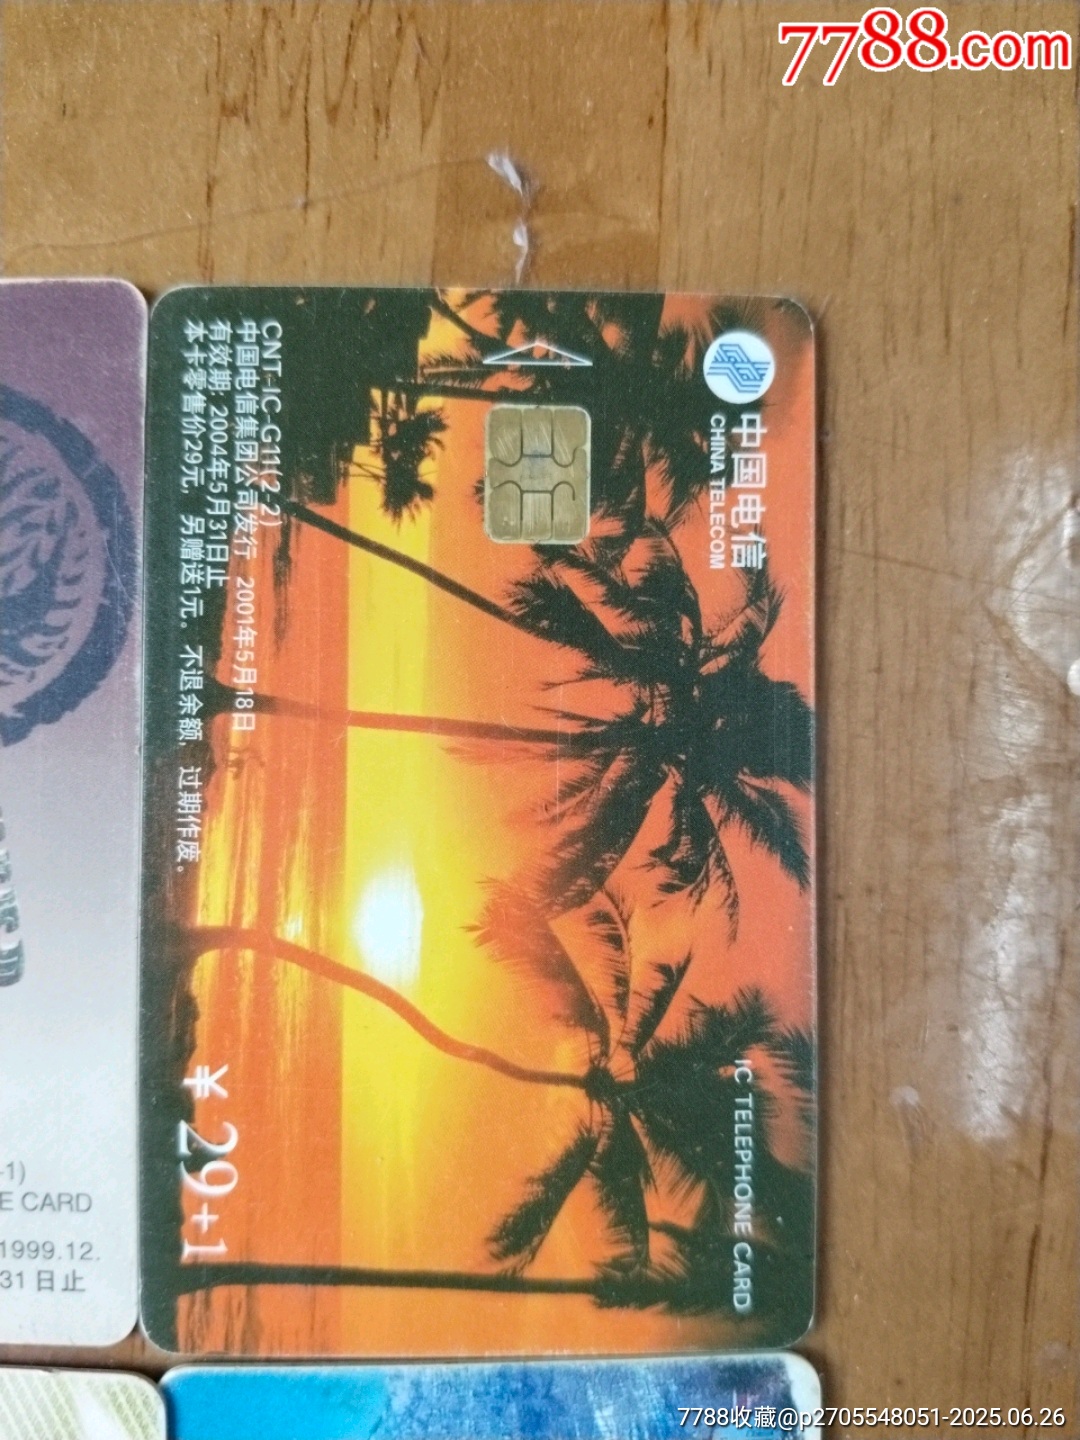 7788.com
中国电信
CHINA TELECOM
IC TELEPHONE CARD
CNT-IC-G11(2-2)
中国电信集团公司发行 2001年5月18日
有效期: 2004年5月31日止
本卡零售价29元, 另赠送1元。不退余额, 过期作废。
¥ 29+1
-1)
E CARD
1999.12.
31日止
7788收藏@p2705548051-2025.06.26